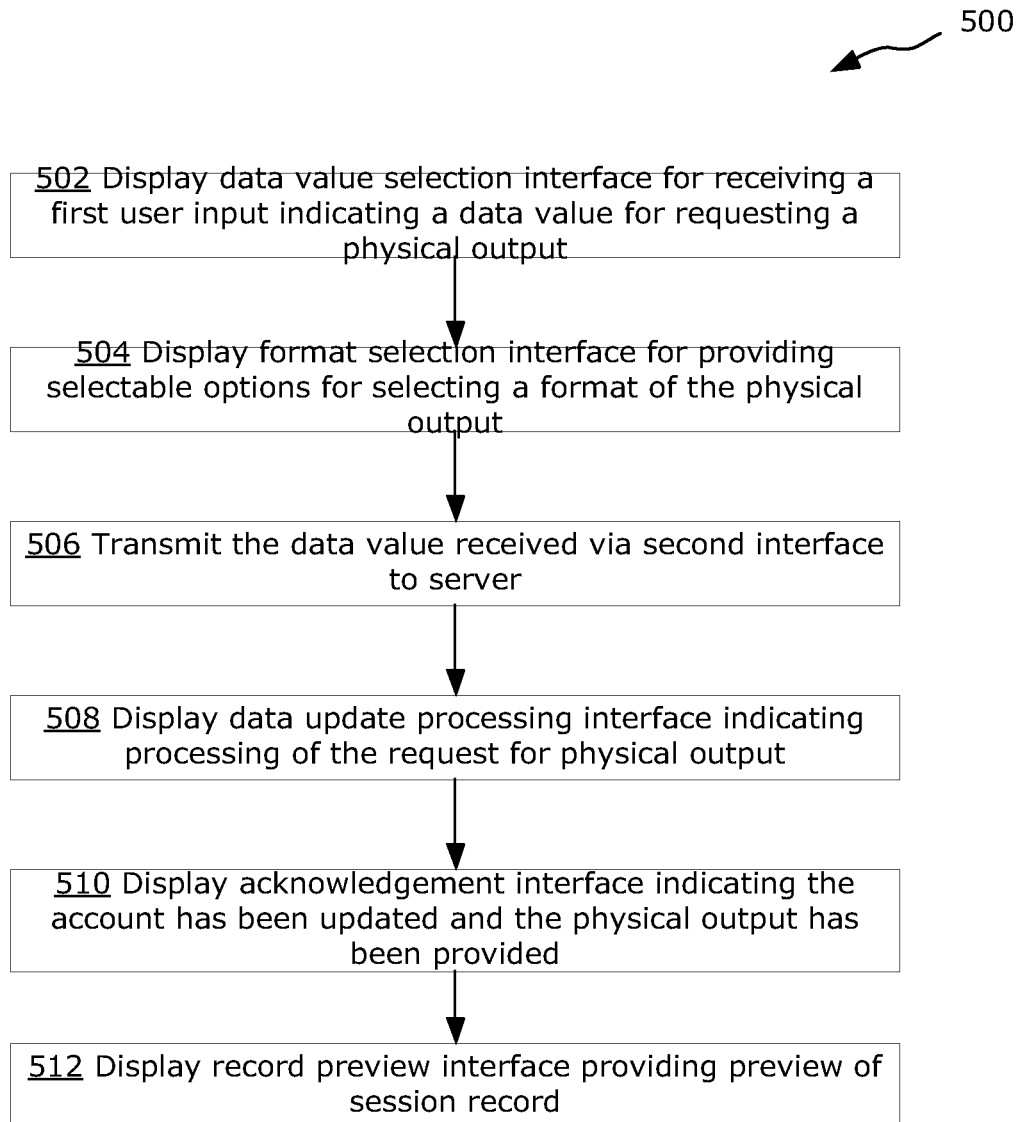 500
502 Display data value selection interface for receiving a
first user input indicating a data value for requesting a
physical output
504 Display format selection interface for providing
selectable options for selecting a format of the physical
output
506 Transmit the data value received via second interface
to server
508 Display data update processing interface indicating
processing of the request for physical output
510 Display acknowledgement interface indicating the
account has been updated and the physical output has
been provided
512 Display record preview interface providing preview of
session record